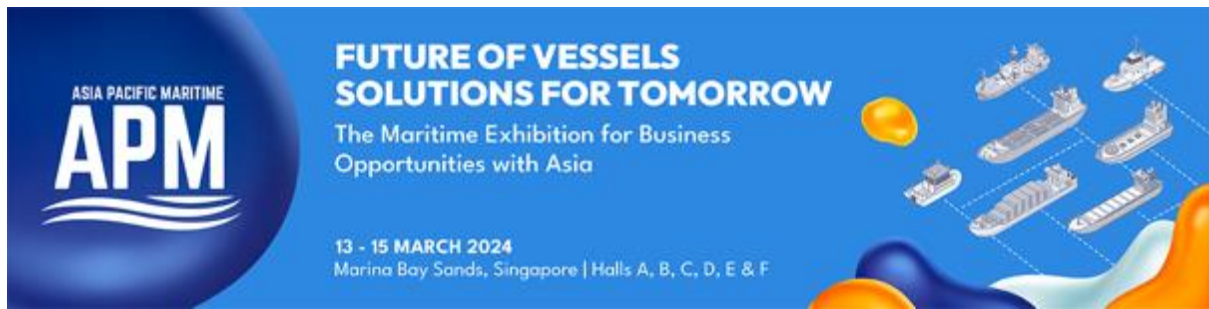 ASIA PACIFIC MARITIME
APM
FUTURE OF VESSELS
SOLUTIONS FOR TOMORROW
The Maritime Exhibition for Business
Opportunities with Asia
13 - 15 MARCH 2024
Marina Bay Sands, Singapore | Halls A, B, C, D, E & F